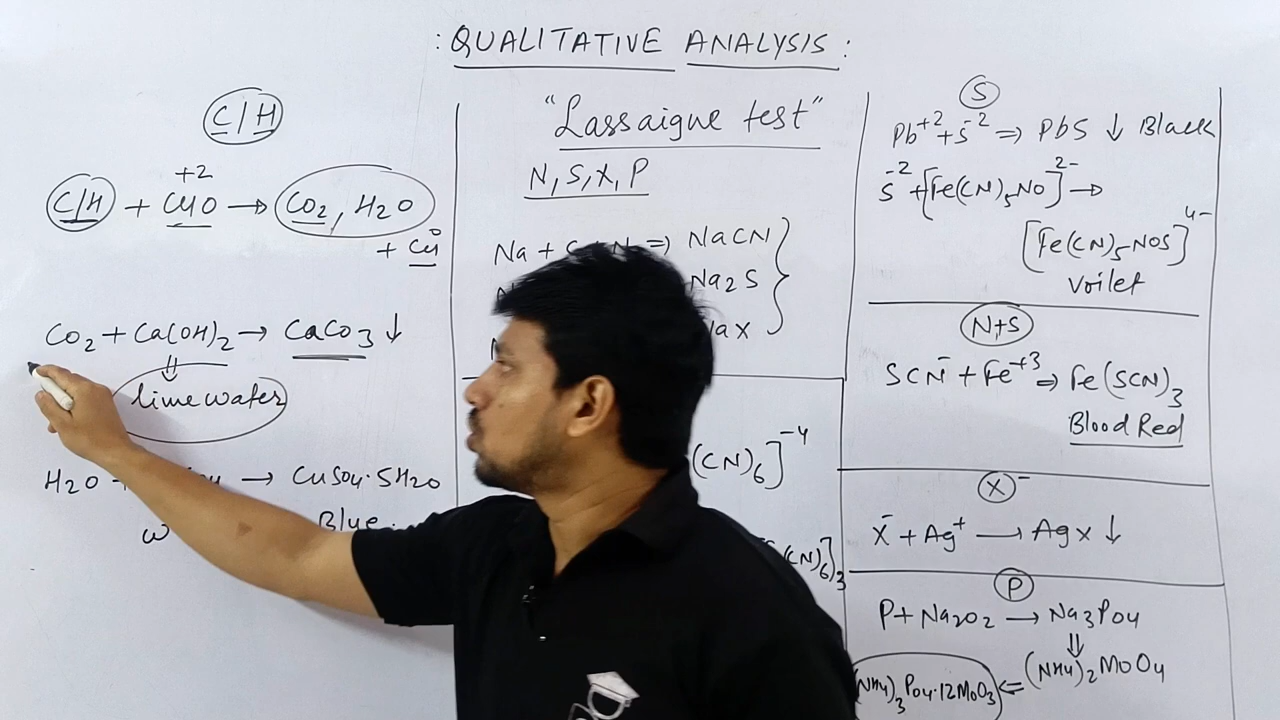 : QUALITATIVE ANALYSIS :
C/H
+2
C/H + CuO → CO2, H2O
+ Cu⁰
CO2 + Ca(OH)2 → CaCO3 ↓
⇓
lime water
H2O + → CuSO4·5H2O
Blue
"Lassaigne test"
N, S, X, P
Na + C + N ⇒ NaCN
Na2S
(CN)6]⁻⁴
(CN)6]3
S
Pb⁺² + S⁻² ⇒ PbS ↓ Black
S⁻² + [Fe(CN)5NO]²⁻ →
[Fe(CN)5NOS]⁴⁻
Voilet
N+S
SCN⁻ + Fe⁺³ ⇒ Fe(SCN)3
Blood Red
X⁻
X⁻ + Ag⁺ → AgX ↓
P
P + Na2O2 → Na3PO4
⇓
(NH4)3PO4·12MoO3 ⇐ (NH4)2MoO4